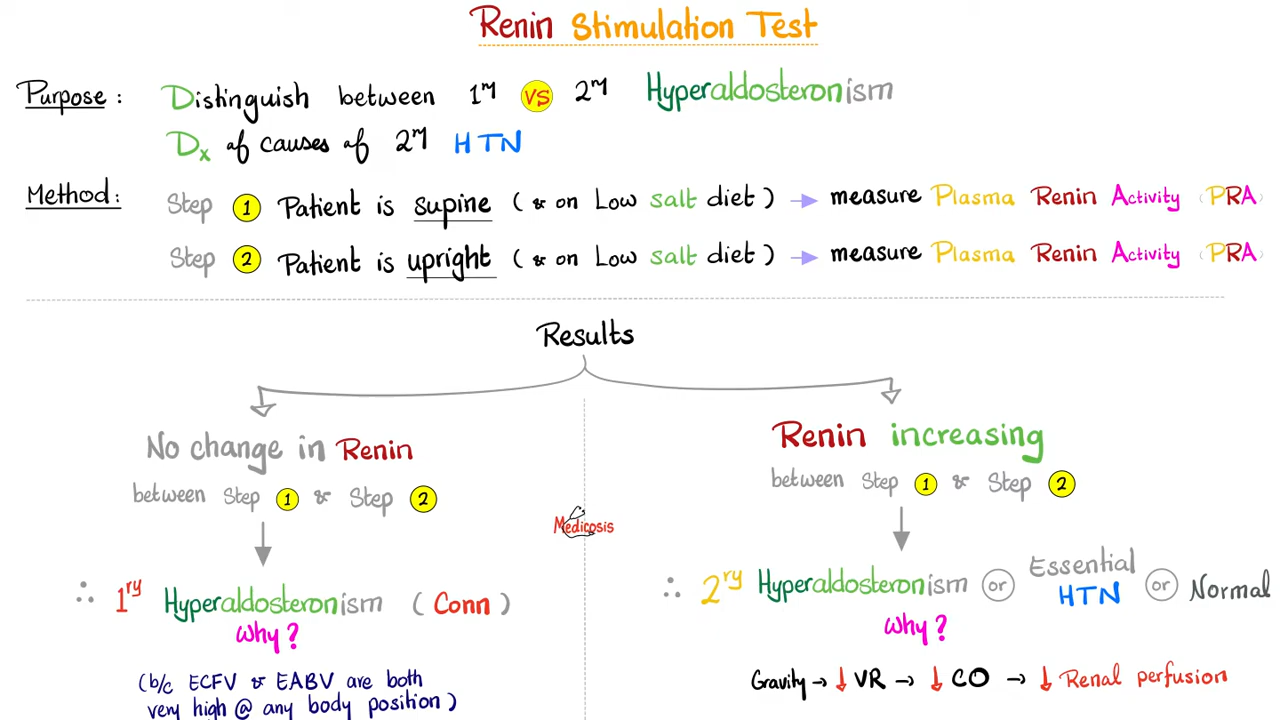 Renin Stimulation Test
Purpose: Distinguish between 1ry VS 2ry Hyperaldosteronism
Dx of causes of 2ry HTN
Method: Step 1 Patient is supine (& on Low salt diet) → measure Plasma Renin Activity (PRA)
Step 2 Patient is upright (& on Low salt diet) → measure Plasma Renin Activity (PRA)
Results
No change in Renin
between Step 1 & Step 2
∴ 1ry Hyperaldosteronism (Conn)
Why?
(b/c ECFV & EABV are both
very high @ any body position)
Medicosis
Renin increasing
between Step 1 & Step 2
∴ 2ry Hyperaldosteronism or Essential HTN or Normal
Why?
Gravity → ↓ VR → ↓ CO → ↓ Renal perfusion